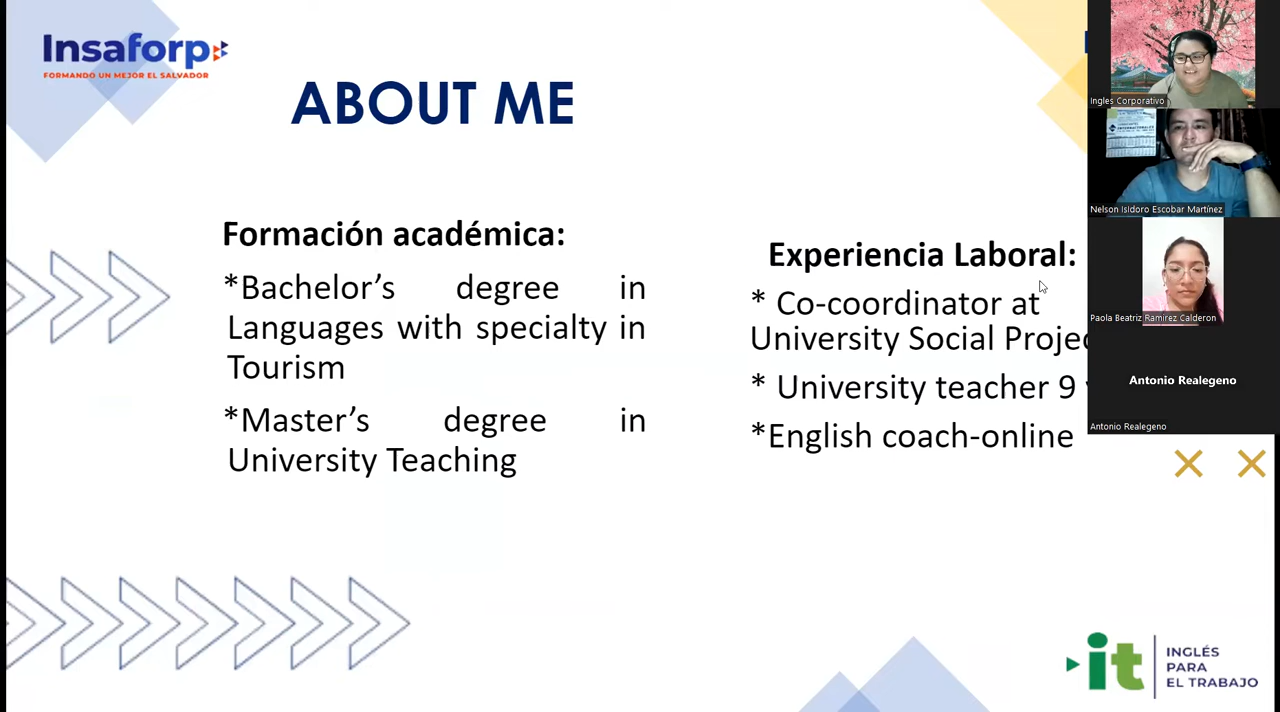 Insaforp
FORMANDO UN MEJOR EL SALVADOR
ABOUT ME
Formación académica:
*Bachelor's degree in
Languages with specialty in
Tourism
*Master's degree in
University Teaching
Experiencia Laboral:
* Co-coordinator at
University Social
* University teacher 9
*English coach-online
Ingles Corporativo
Nelson Isidoro Escobar Martínez
Paola Beatriz Ramirez Calderon
Antonio Realegeno
Antonio Realegeno
it
INGLÉS
PARA
EL TRABAJO